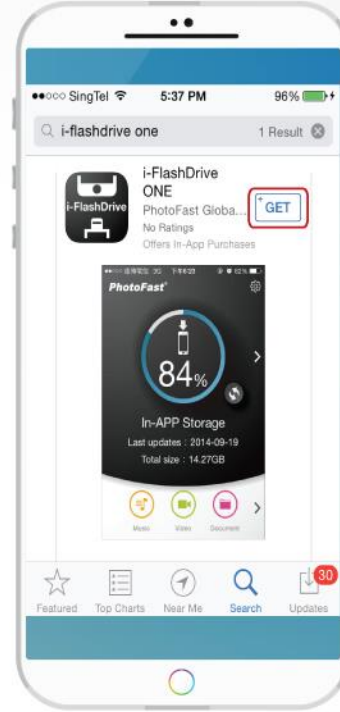 SingTel 5:37 PM 96%
i-flashdrive one 1 Result
i-FlashDrive
i-FlashDrive
ONE
PhotoFast Globa...
No Ratings
Offers In-App Purchases
+GET
PhotoFast
84%
In-APP Storage
Last updates : 2014-09-19
Total size : 14.27GB
Music Video Document
Featured Top Charts Near Me Search Updates
30